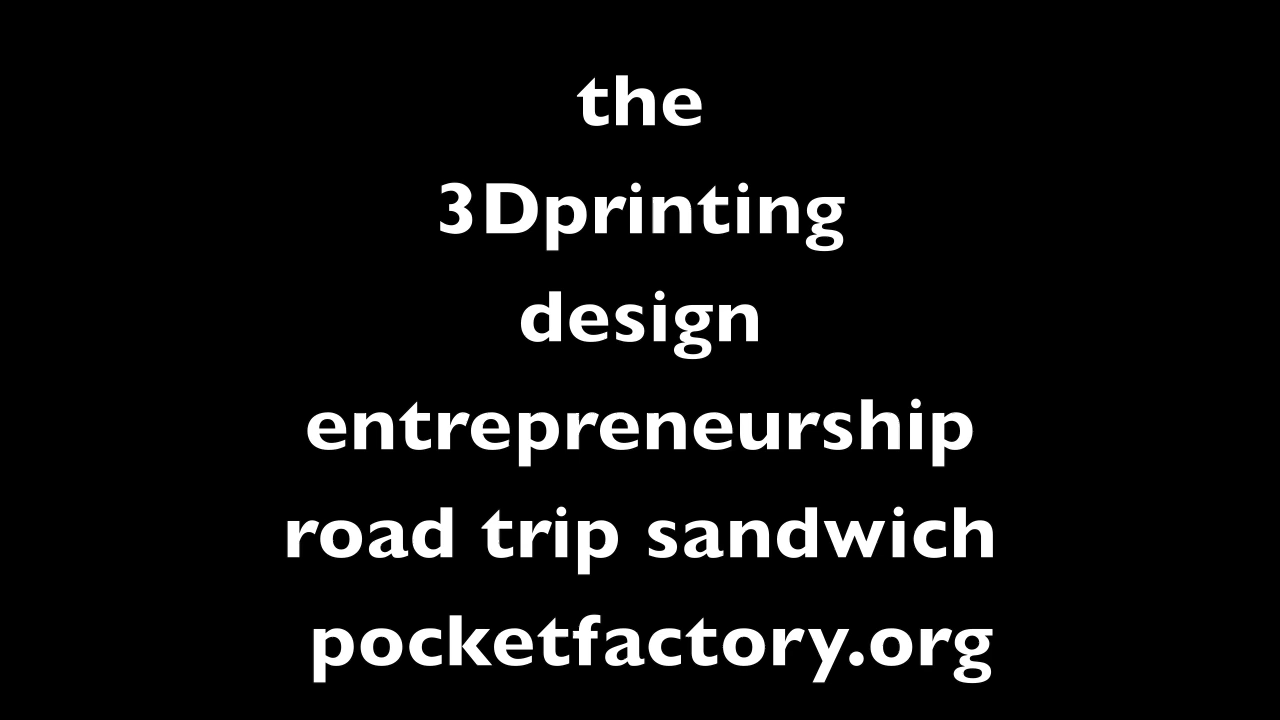 the
3Dprinting
design
entrepreneurship
road trip sandwich
pocketfactory.org